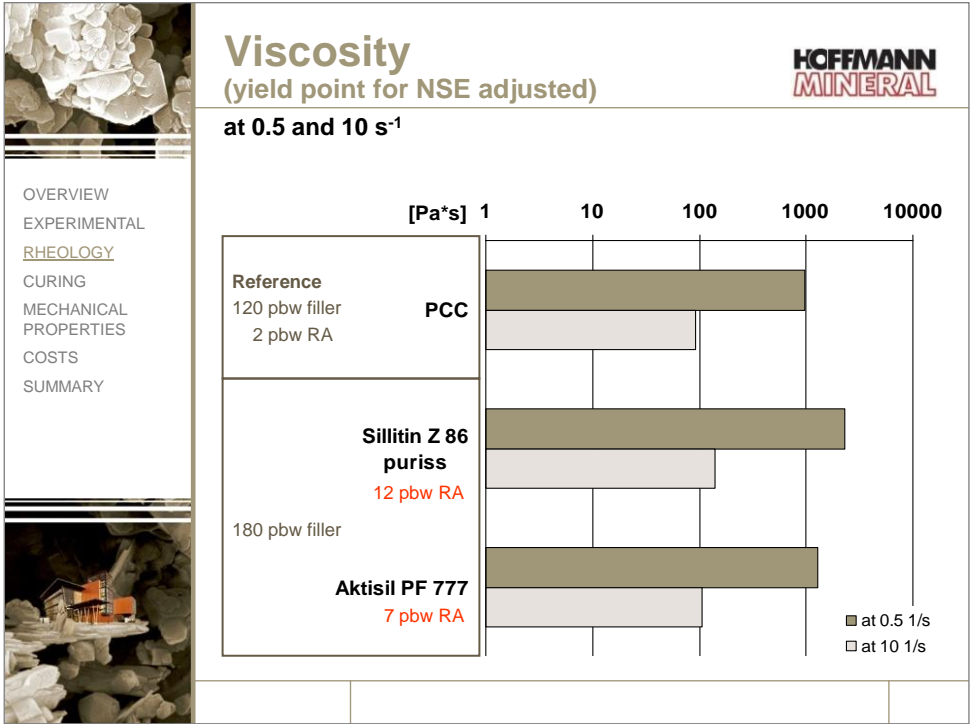 Viscosity
(yield point for NSE adjusted)
HOFFMANN
MINERAL
at 0.5 and 10 s-1
OVERVIEW
EXPERIMENTAL
RHEOLOGY
CURING
MECHANICAL
PROPERTIES
COSTS
SUMMARY
[Pa*s] 1 10 100 1000 10000
Reference
120 pbw filler
2 pbw RA
PCC
Sillitin Z 86
puriss
12 pbw RA
180 pbw filler
Aktisil PF 777
7 pbw RA
at 0.5 1/s
at 10 1/s